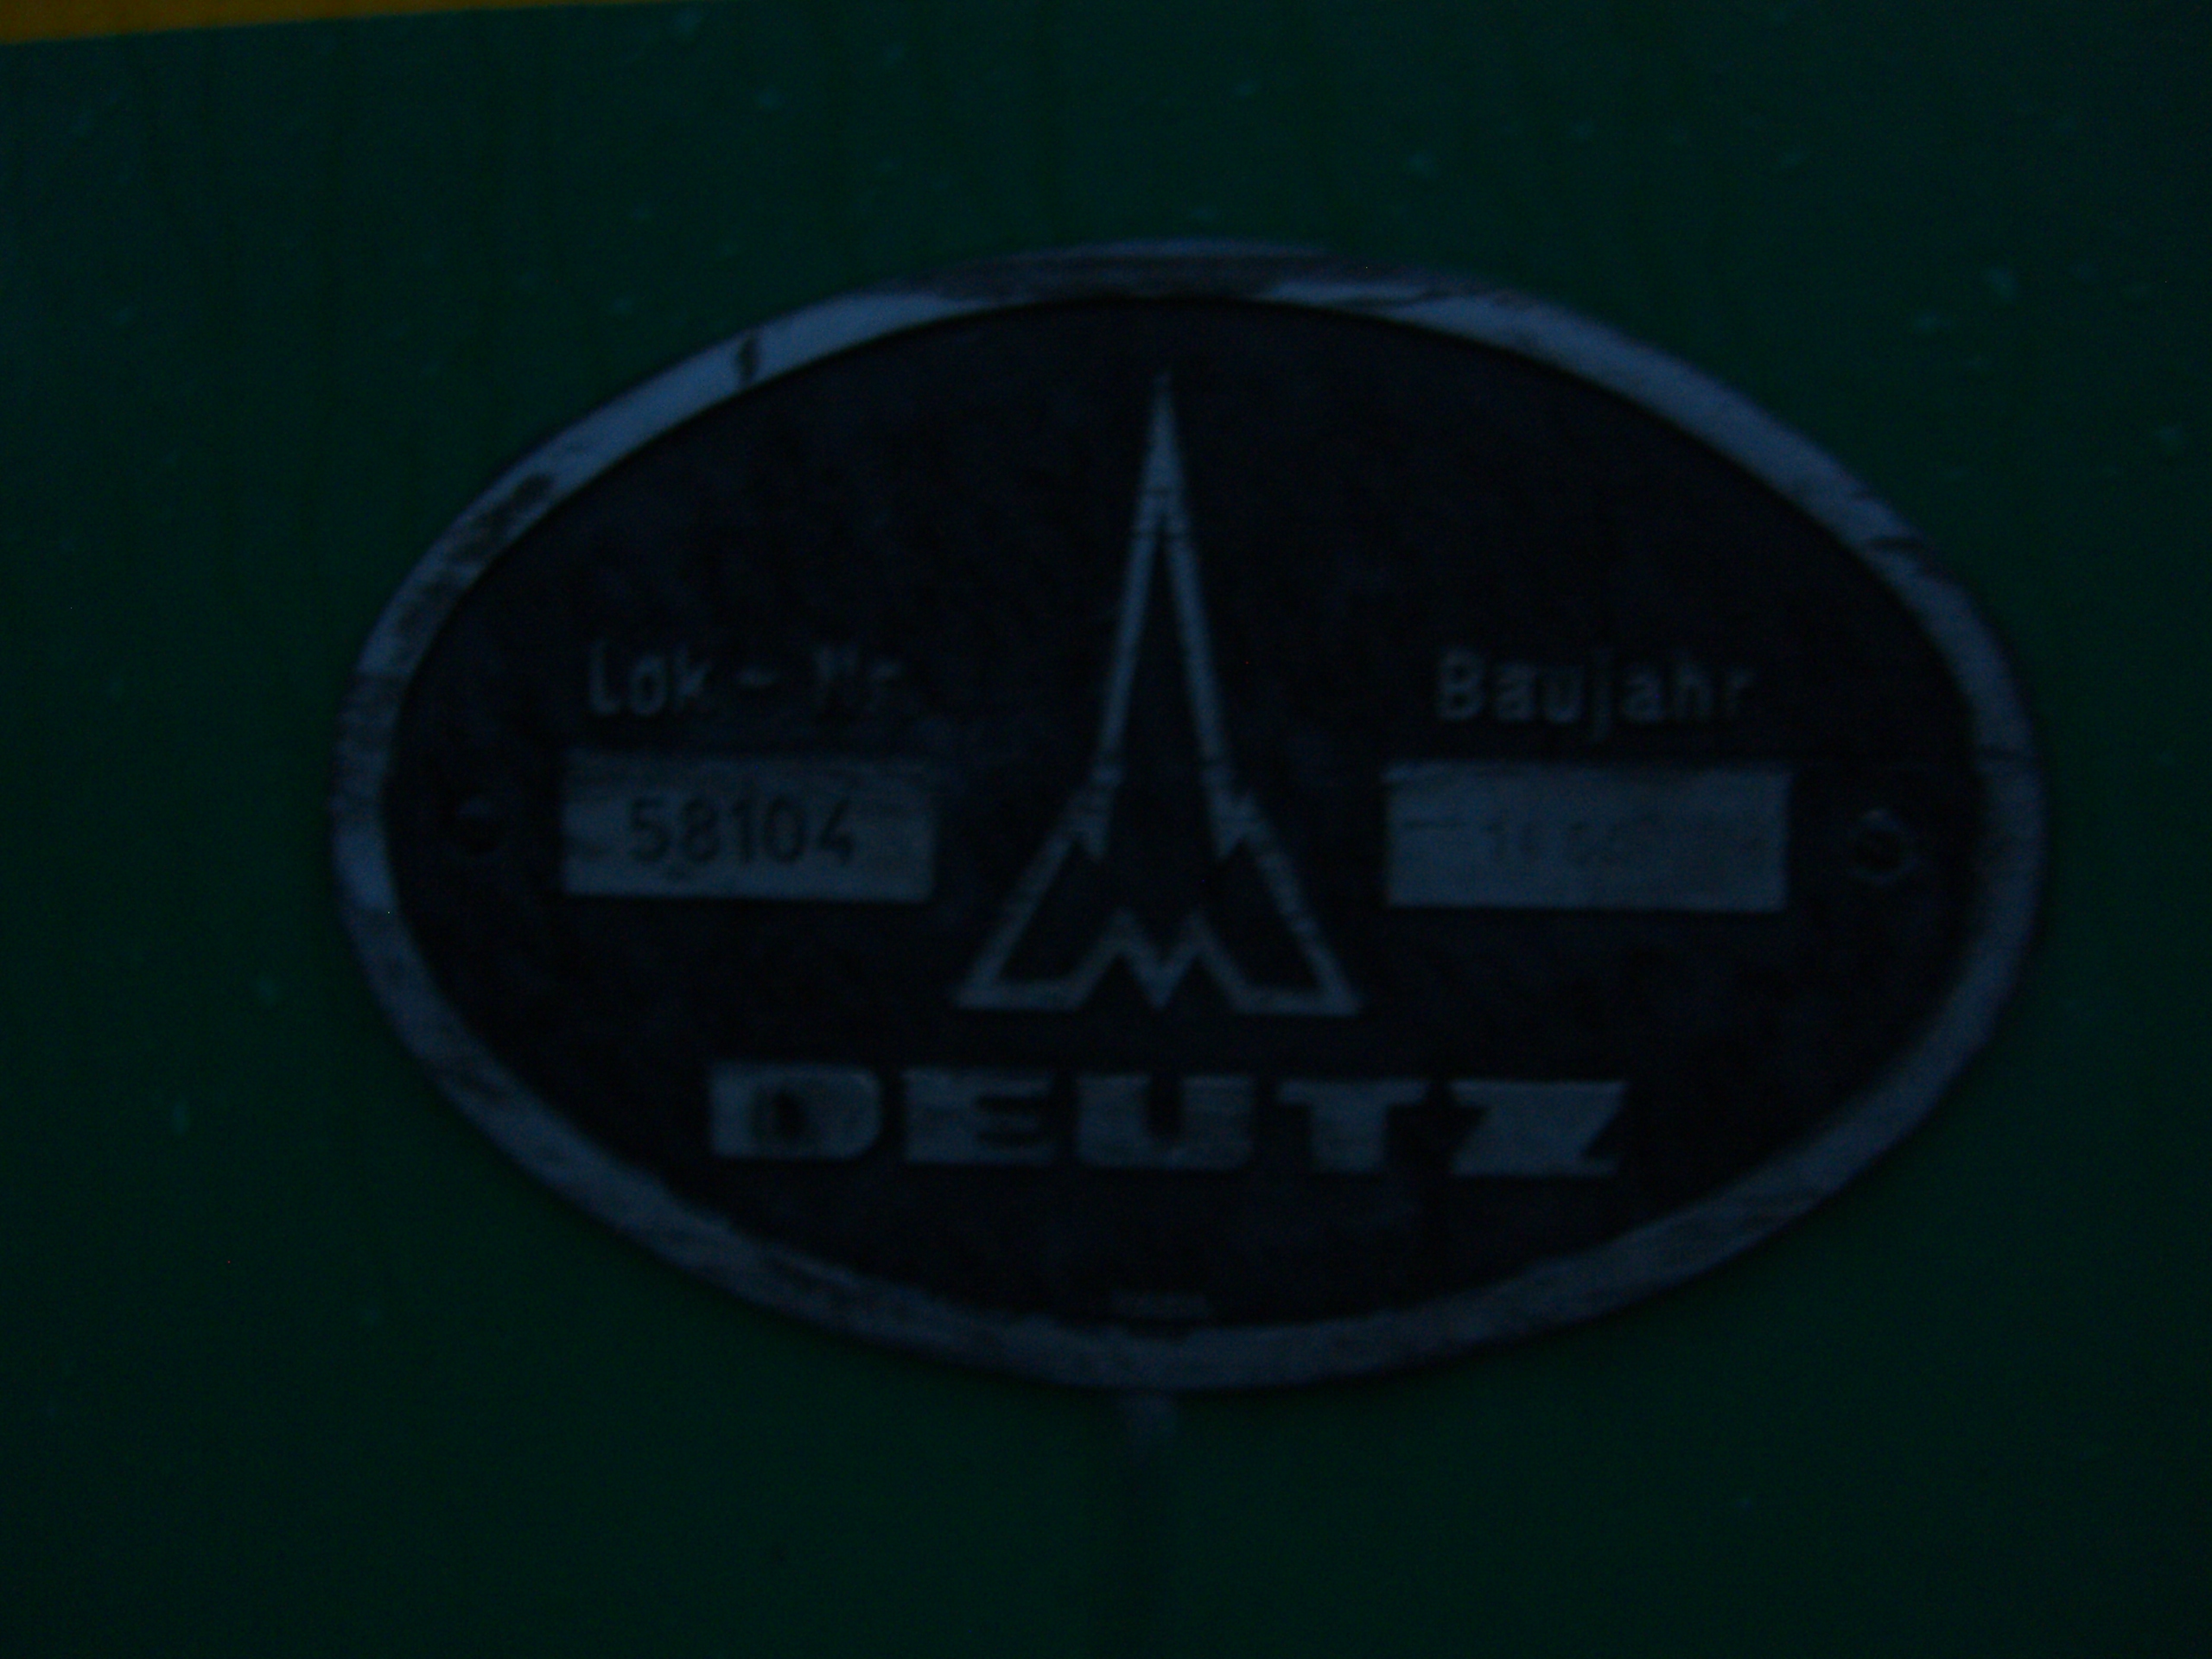 Lok - Nr. Baujahr
58104
DEUTZ